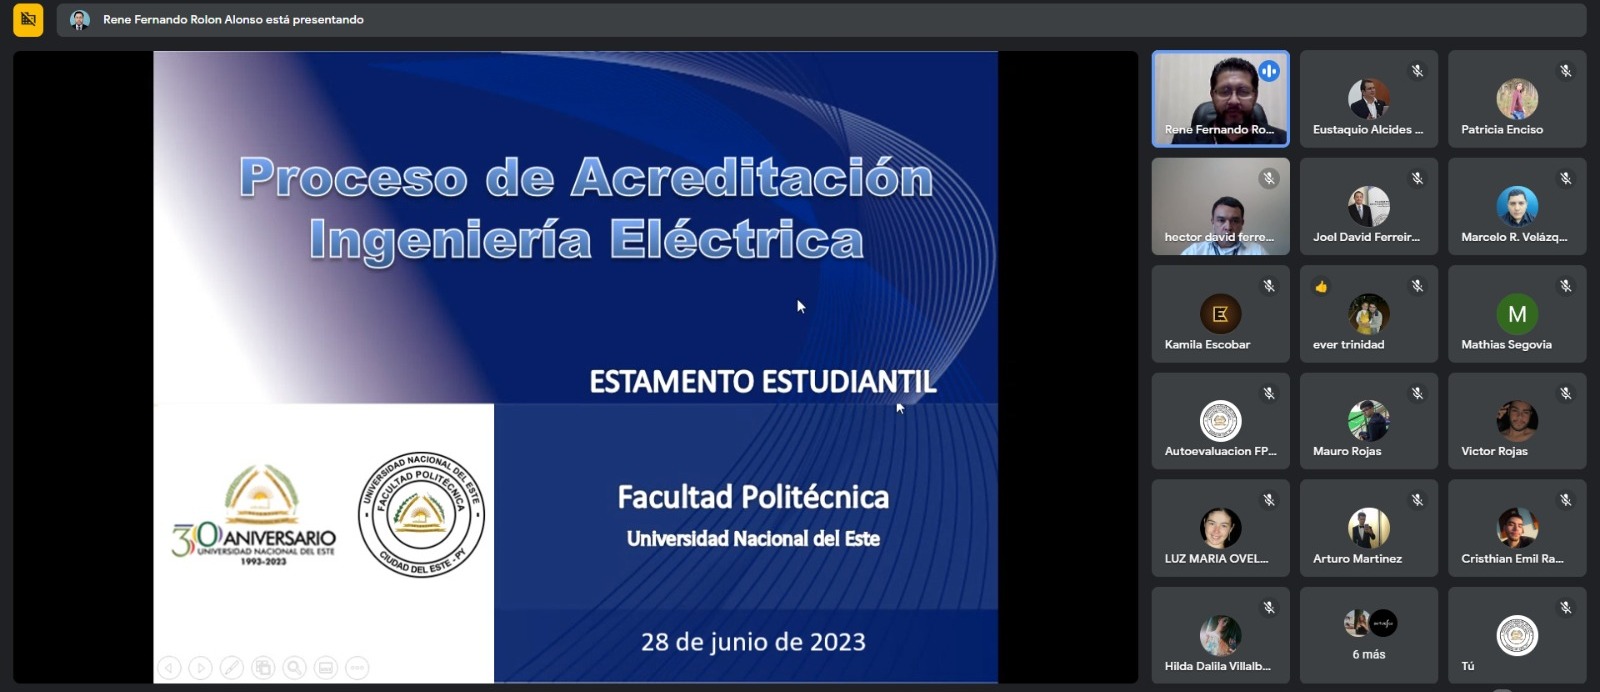 Rene Fernando Rolon Alonso está presentando
Proceso de Acreditación
Ingeniería Eléctrica
ESTAMENTO ESTUDIANTIL
30 ANIVERSARIO
UNIVERSIDAD NACIONAL DEL ESTE
1993-2023
UNIVERSIDAD NACIONAL DEL ESTE
FACULTAD POLITÉCNICA
CIUDAD DEL ESTE - PY
Facultad Politécnica
Universidad Nacional del Este
28 de junio de 2023
Rene Fernando Ro...
Eustaquio Alcides ...
Patricia Enciso
hector david ferre...
Joel David Ferreir...
Marcelo R. Velázq...
Kamila Escobar
ever trinidad
M
Mathias Segovia
Autoevaluacion FP...
Mauro Rojas
Victor Rojas
LUZ MARIA OVEL...
Arturo Martinez
Cristhian Emil Ra...
Hilda Dalila Villalb...
6 más
Tú